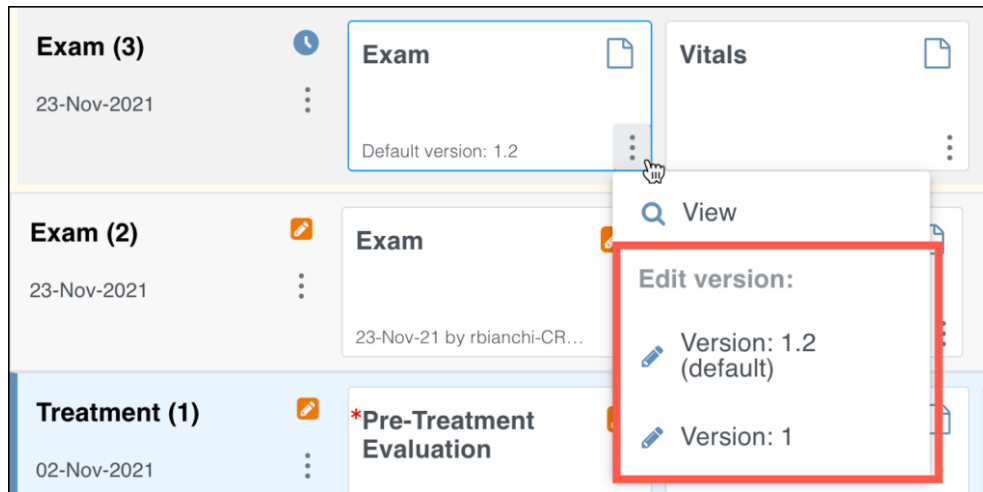 Exam (3)
23-Nov-2021
Exam
Default version: 1.2
Vitals
View
Edit version:
Version: 1.2
(default)
Version: 1
Exam (2)
23-Nov-2021
Exam
23-Nov-21 by rbianchi-CR...
Treatment (1)
02-Nov-2021
*Pre-Treatment
Evaluation